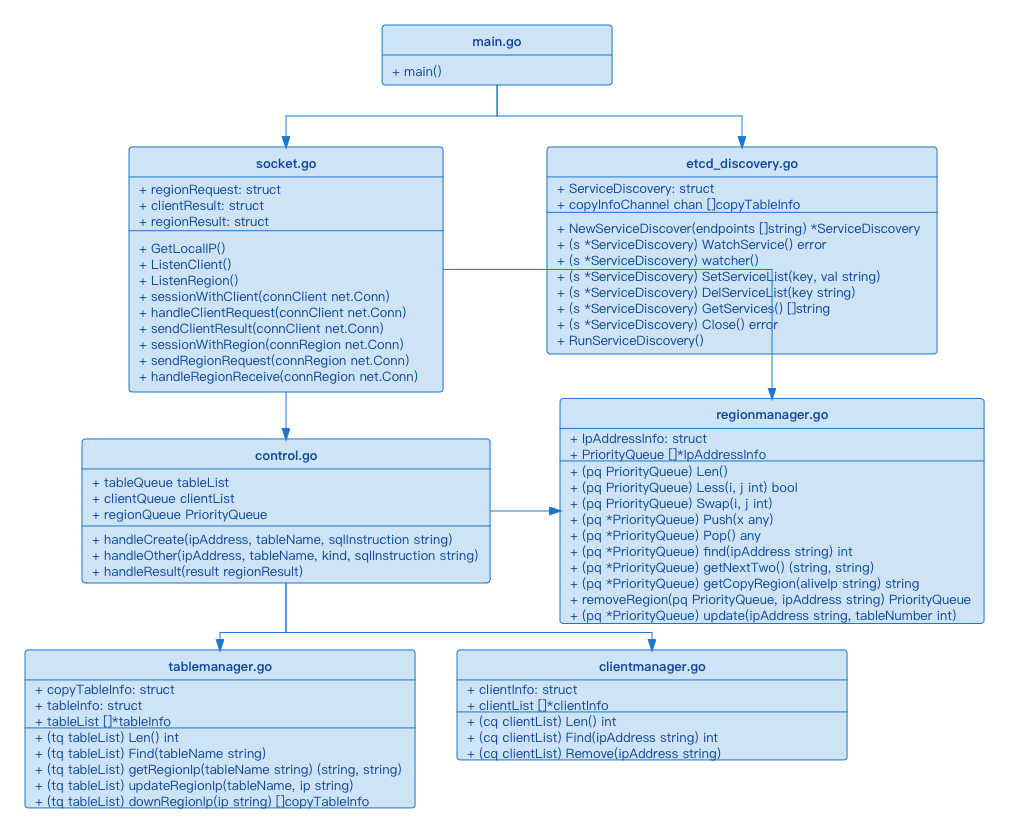 main.go
+ main()
socket.go
+ regionRequest: struct
+ clientResult: struct
+ regionResult: struct
+ GetLocalIP()
+ ListenClient()
+ ListenRegion()
+ sessionWithClient(connClient net.Conn)
+ handleClientRequest(connClient net.Conn)
+ sendClientResult(connClient net.Conn)
+ sessionWithRegion(connRegion net.Conn)
+ sendRegionRequest(connRegion net.Conn)
+ handleRegionReceive(connRegion net.Conn)
etcd_discovery.go
+ ServiceDiscovery: struct
+ copyInfoChannel chan []copyTableInfo
+ NewServiceDiscover(endpoints []string) *ServiceDiscovery
+ (s *ServiceDiscovery) WatchService() error
+ (s *ServiceDiscovery) watcher()
+ (s *ServiceDiscovery) SetServiceList(key, val string)
+ (s *ServiceDiscovery) DelServiceList(key string)
+ (s *ServiceDiscovery) GetServices() []string
+ (s *ServiceDiscovery) Close() error
+ RunServiceDiscovery()
control.go
+ tableQueue tableList
+ clientQueue clientList
+ regionQueue PriorityQueue
+ handleCreate(ipAddress, tableName, sqlInstruction string)
+ handleOther(ipAddress, tableName, kind, sqlInstruction string)
+ handleResult(result regionResult)
regionmanager.go
+ IpAddressInfo: struct
+ PriorityQueue []*IpAddressInfo
+ (pq PriorityQueue) Len()
+ (pq PriorityQueue) Less(i, j int) bool
+ (pq PriorityQueue) Swap(i, j int)
+ (pq *PriorityQueue) Push(x any)
+ (pq *PriorityQueue) Pop() any
+ (pq *PriorityQueue) find(ipAddress string) int
+ (pq *PriorityQueue) getNextTwo() (string, string)
+ (pq *PriorityQueue) getCopyRegion(aliveIp string) string
+ removeRegion(pq PriorityQueue, ipAddress string) PriorityQueue
+ (pq *PriorityQueue) update(ipAddress string, tableNumber int)
tablemanager.go
+ copyTableInfo: struct
+ tableInfo: struct
+ tableList []*tableInfo
+ (tq tableList) Len() int
+ (tq tableList) Find(tableName string)
+ (tq tableList) getRegionIp(tableName string) (string, string)
+ (tq tableList) updateRegionIp(tableName, ip string)
+ (tq tableList) downRegionIp(ip string) []copyTableInfo
clientmanager.go
+ clientInfo: struct
+ clientList []*clientInfo
+ (cq clientList) Len() int
+ (cq clientList) Find(ipAddress string) int
+ (cq clientList) Remove(ipAddress string)